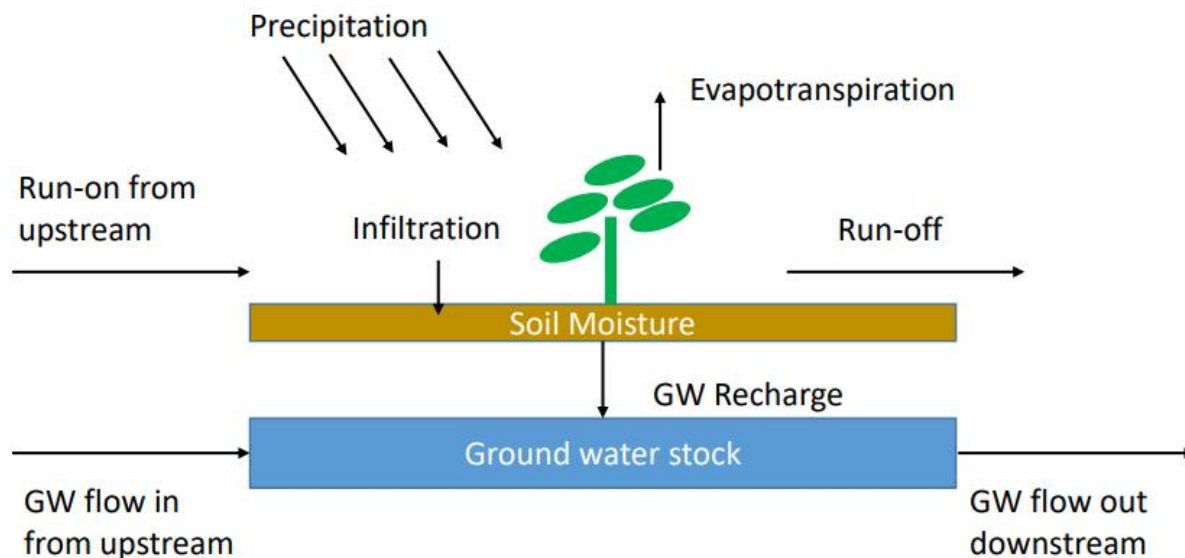 Precipitation
Evapotranspiration
Run-on from
upstream
Infiltration
Run-off
Soil Moisture
GW Recharge
Ground water stock
GW flow in
from upstream
GW flow out
downstream